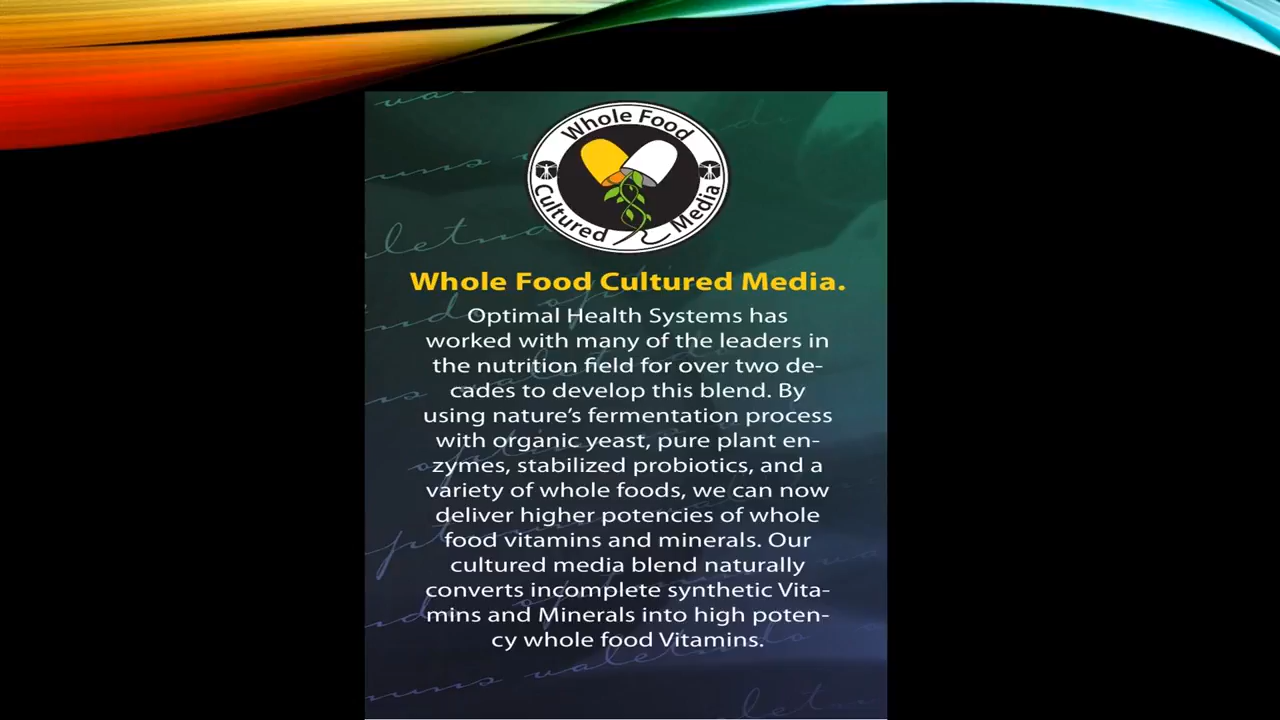 Whole Food
Cultured Media
Whole Food Cultured Media.
Optimal Health Systems has
worked with many of the leaders in
the nutrition field for over two de-
cades to develop this blend. By
using nature's fermentation process
with organic yeast, pure plant en-
zymes, stabilized probiotics, and a
variety of whole foods, we can now
deliver higher potencies of whole
food vitamins and minerals. Our
cultured media blend naturally
converts incomplete synthetic Vita-
mins and Minerals into high poten-
cy whole food Vitamins.